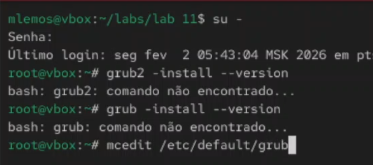 mlemos@vbox:~/labs/lab 11$ su -
Senha:
Último login: seg fev  2 05:43:04 MSK 2026 em pt
root@vbox:~# grub2 -install --version
bash: grub2: comando não encontrado...
root@vbox:~# grub -install --version
bash: grub: comando não encontrado...
root@vbox:~# mcedit /etc/default/grub